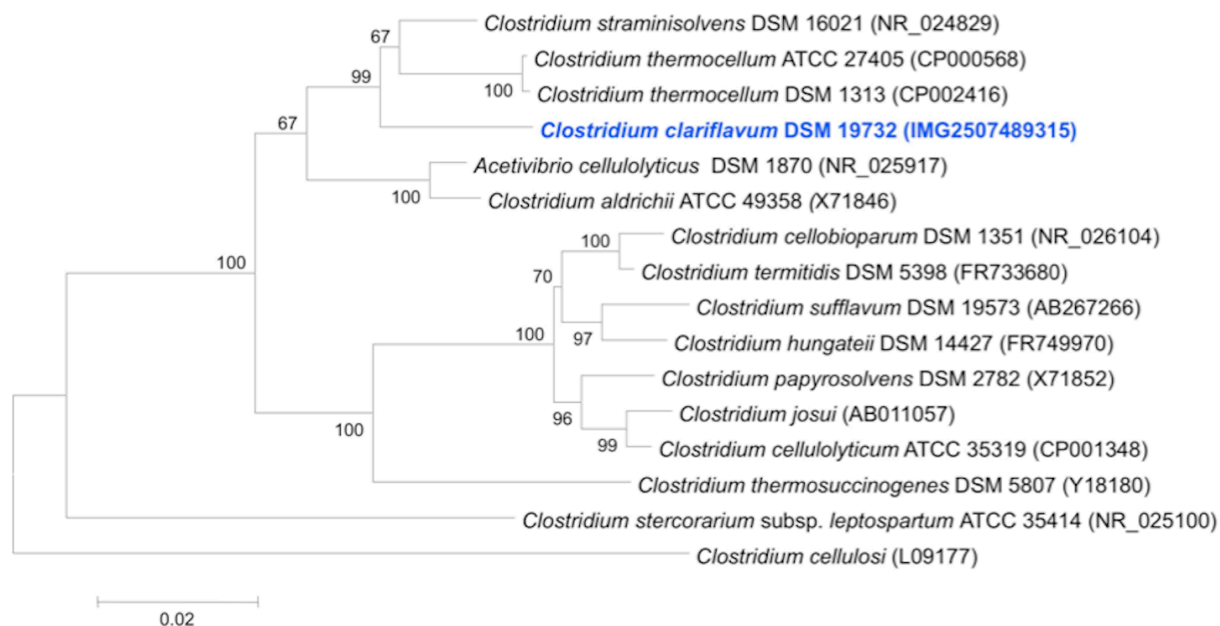 Clostridium straminisolvens DSM 16021 (NR_024829)
67
Clostridium thermocellum ATCC 27405 (CP000568)
99
100
Clostridium thermocellum DSM 1313 (CP002416)
67
Clostridium clariflavum DSM 19732 (IMG2507489315)
Acetivibrio cellulolyticus DSM 1870 (NR_025917)
100
Clostridium aldrichii ATCC 49358 (X71846)
100
100
Clostridium cellobioparum DSM 1351 (NR_026104)
70
Clostridium termitidis DSM 5398 (FR733680)
Clostridium sufflavum DSM 19573 (AB267266)
100
97
Clostridium hungateii DSM 14427 (FR749970)
Clostridium papyrosolvens DSM 2782 (X71852)
96
Clostridium josui (AB011057)
100
99
Clostridium cellulolyticum ATCC 35319 (CP001348)
Clostridium thermosuccinogenes DSM 5807 (Y18180)
Clostridium stercorarium subsp. leptospartum ATCC 35414 (NR_025100)
Clostridium cellulosi (L09177)
0.02